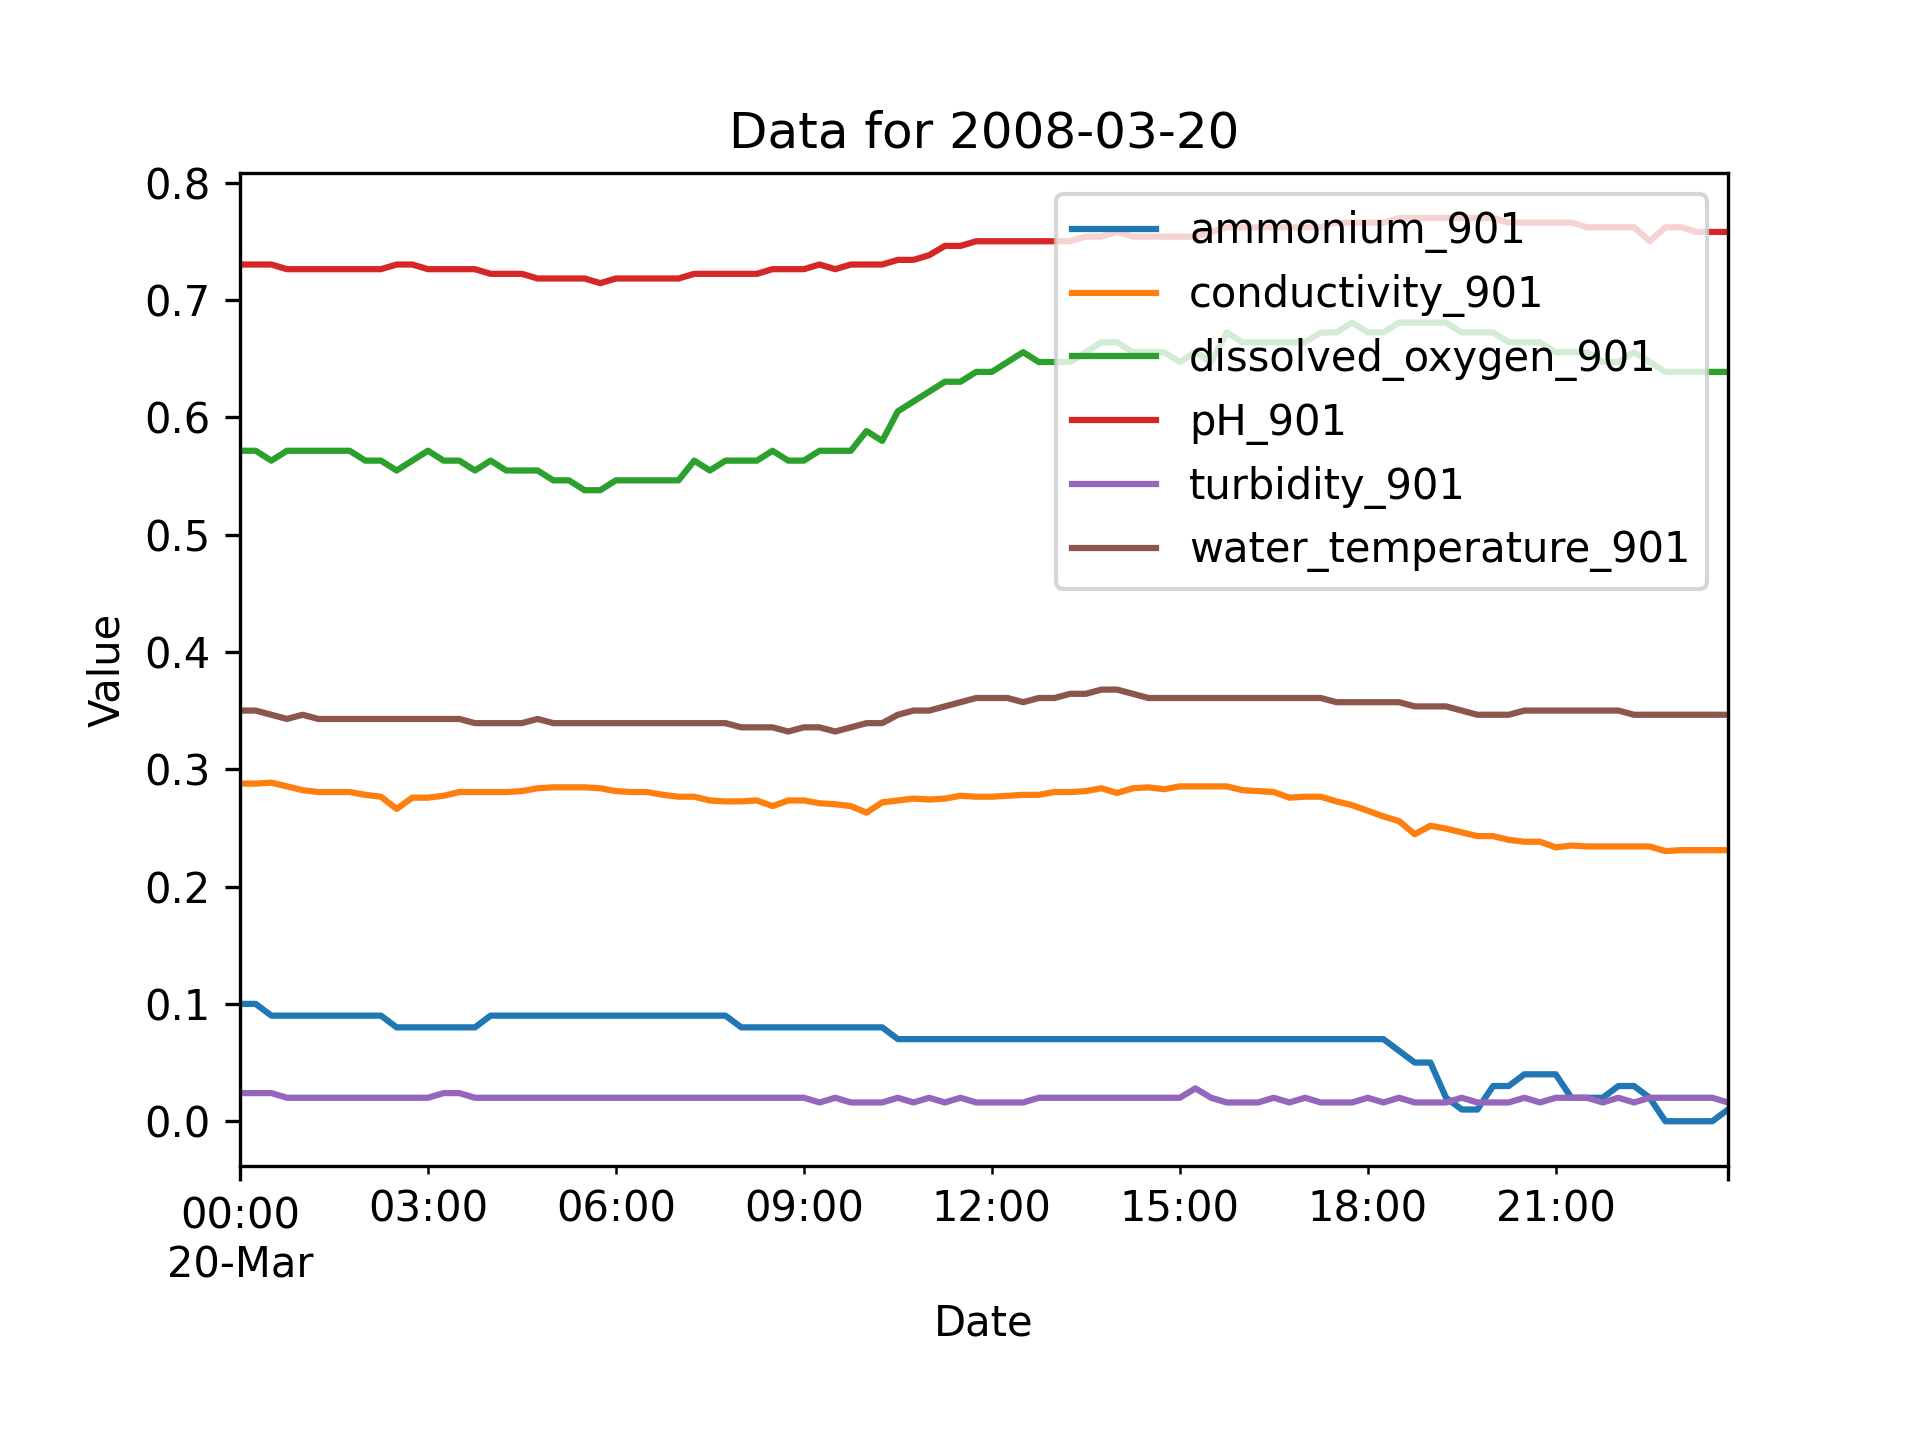 Data for 2008-03-20
0.8
0.7
0.6
0.5
0.4
0.3
0.2
0.1
0.0
Value
ammonium_901
conductivity_901
dissolved_oxygen_901
pH_901
turbidity_901
water_temperature_901
00:00 03:00 06:00 09:00 12:00 15:00 18:00 21:00
20-Mar
Date